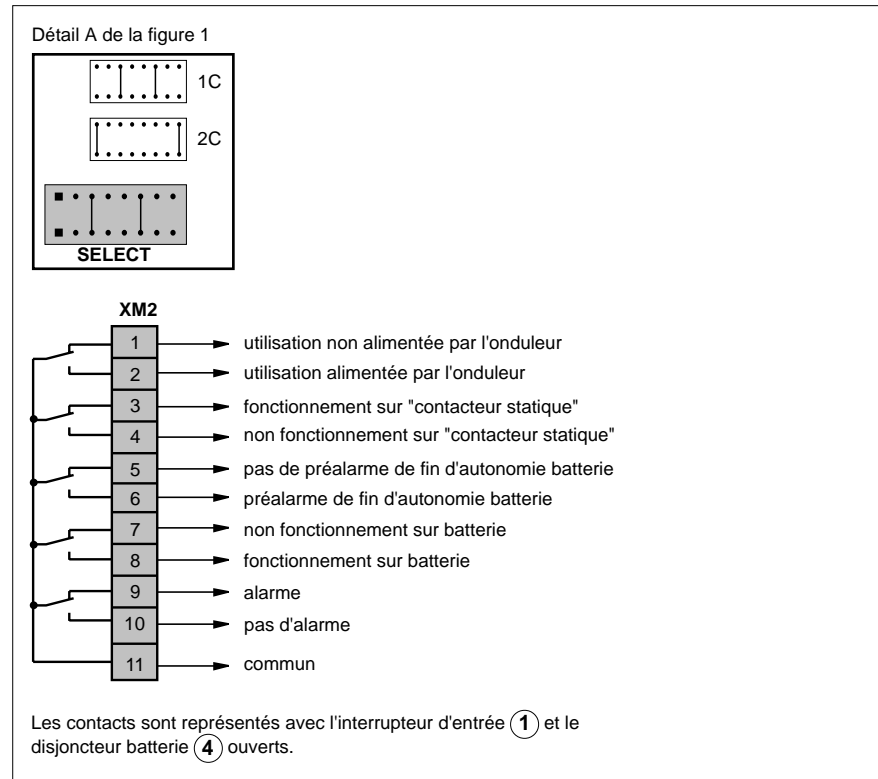 Détail A de la figure 1
1C
2C
SELECT
XM2
1 utilisation non alimentée par l'onduleur
2 utilisation alimentée par l'onduleur
3 fonctionnement sur "contacteur statique"
4 non fonctionnement sur "contacteur statique"
5 pas de préalarme de fin d'autonomie batterie
6 préalarme de fin d'autonomie batterie
7 non fonctionnement sur batterie
8 fonctionnement sur batterie
9 alarme
10 pas d'alarme
11 commun
Les contacts sont représentés avec l'interrupteur d'entrée 1 et le
disjoncteur batterie 4 ouverts.